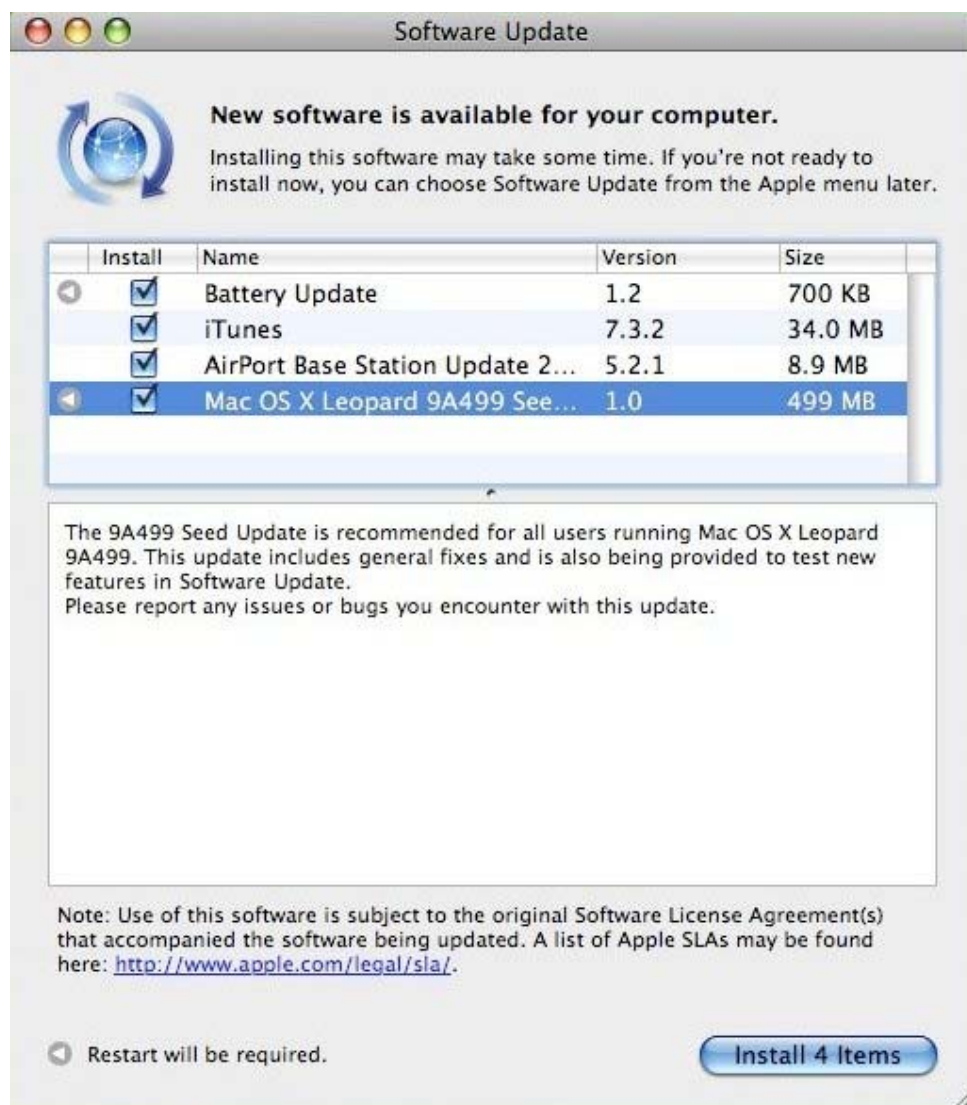 Software Update
New software is available for your computer.
Installing this software may take some time. If you're not ready to
install now, you can choose Software Update from the Apple menu later.
Install Name Version Size
Battery Update 1.2 700 KB
iTunes 7.3.2 34.0 MB
AirPort Base Station Update 2... 5.2.1 8.9 MB
Mac OS X Leopard 9A499 See... 1.0 499 MB
The 9A499 Seed Update is recommended for all users running Mac OS X Leopard
9A499. This update includes general fixes and is also being provided to test new
features in Software Update.
Please report any issues or bugs you encounter with this update.
Note: Use of this software is subject to the original Software License Agreement(s)
that accompanied the software being updated. A list of Apple SLAs may be found
here: http://www.apple.com/legal/sla/.
Restart will be required.
Install 4 Items